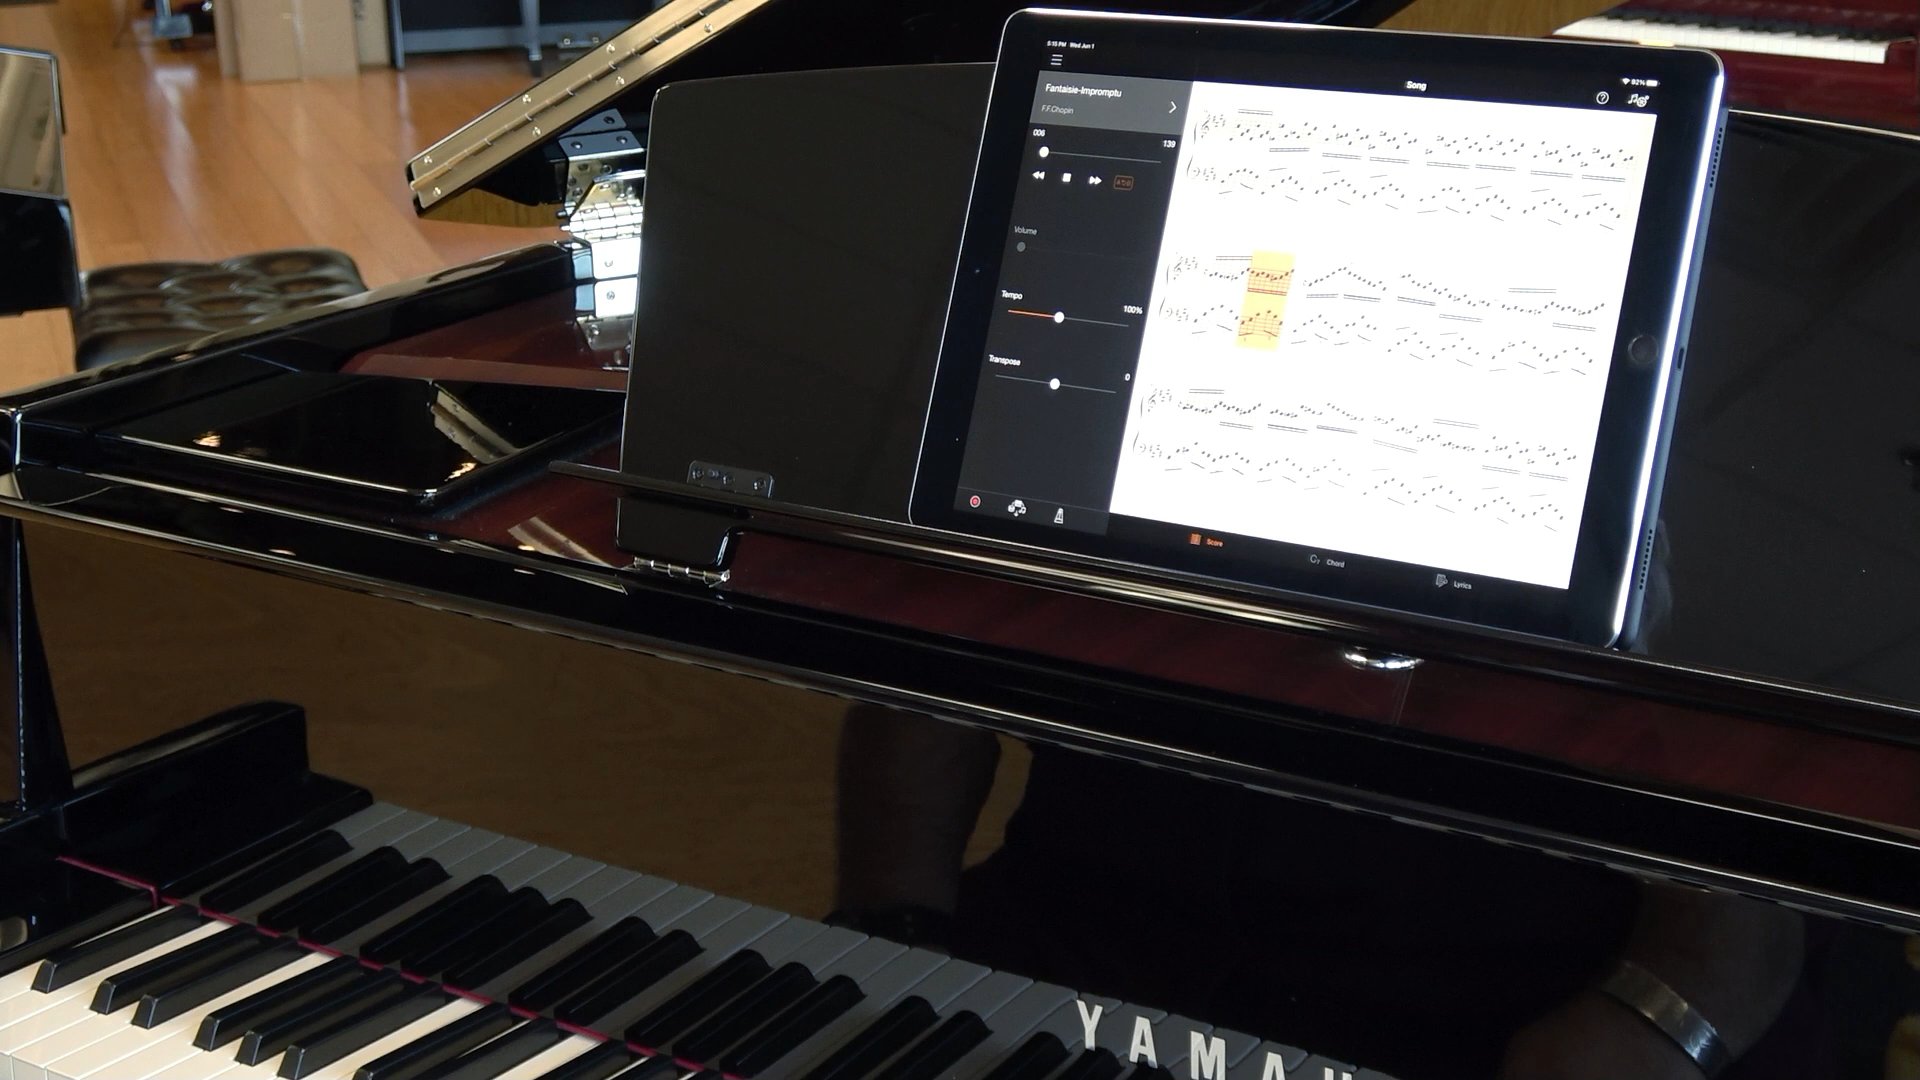 5:15 PM Wed Jun 1
92%
Song
Fantaisie-Impromptu
F.F.Chopin
006
139
Volume
Tempo
100%
Transpose
0
Score
Chord
Lyrics
YAMAH